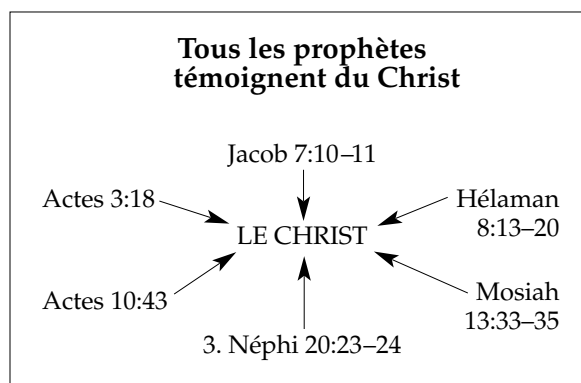 Tous les prophètes
témoignent du Christ
Jacob 7:10–11
Actes 3:18
Hélaman
8:13–20
LE CHRIST
Actes 10:43
Mosiah
13:33–35
3. Néphi 20:23–24